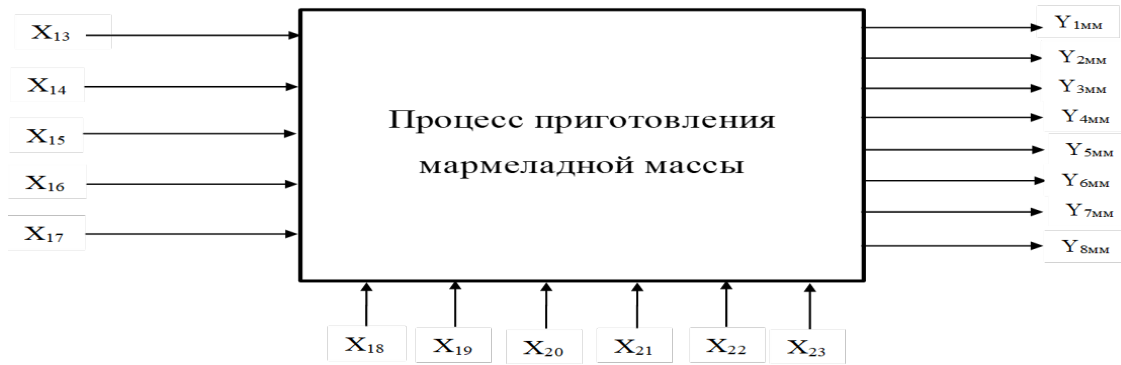 X₁₃
X₁₄
X₁₅
X₁₆
X₁₇
Процесс приготовления
мармеладной массы
Y₁мм
Y₂мм
Y₃мм
Y₄мм
Y₅мм
Y₆мм
Y₇мм
Y₈мм
X₁₈ X₁₉ X₂₀ X₂₁ X₂₂ X₂₃